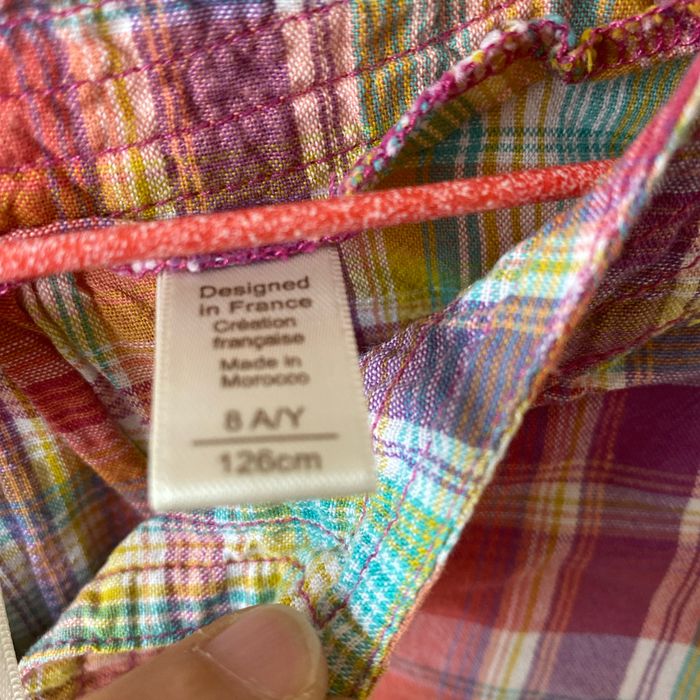 Designed
in France
Création
française
Made in
Morocco
8 A/Y
126cm